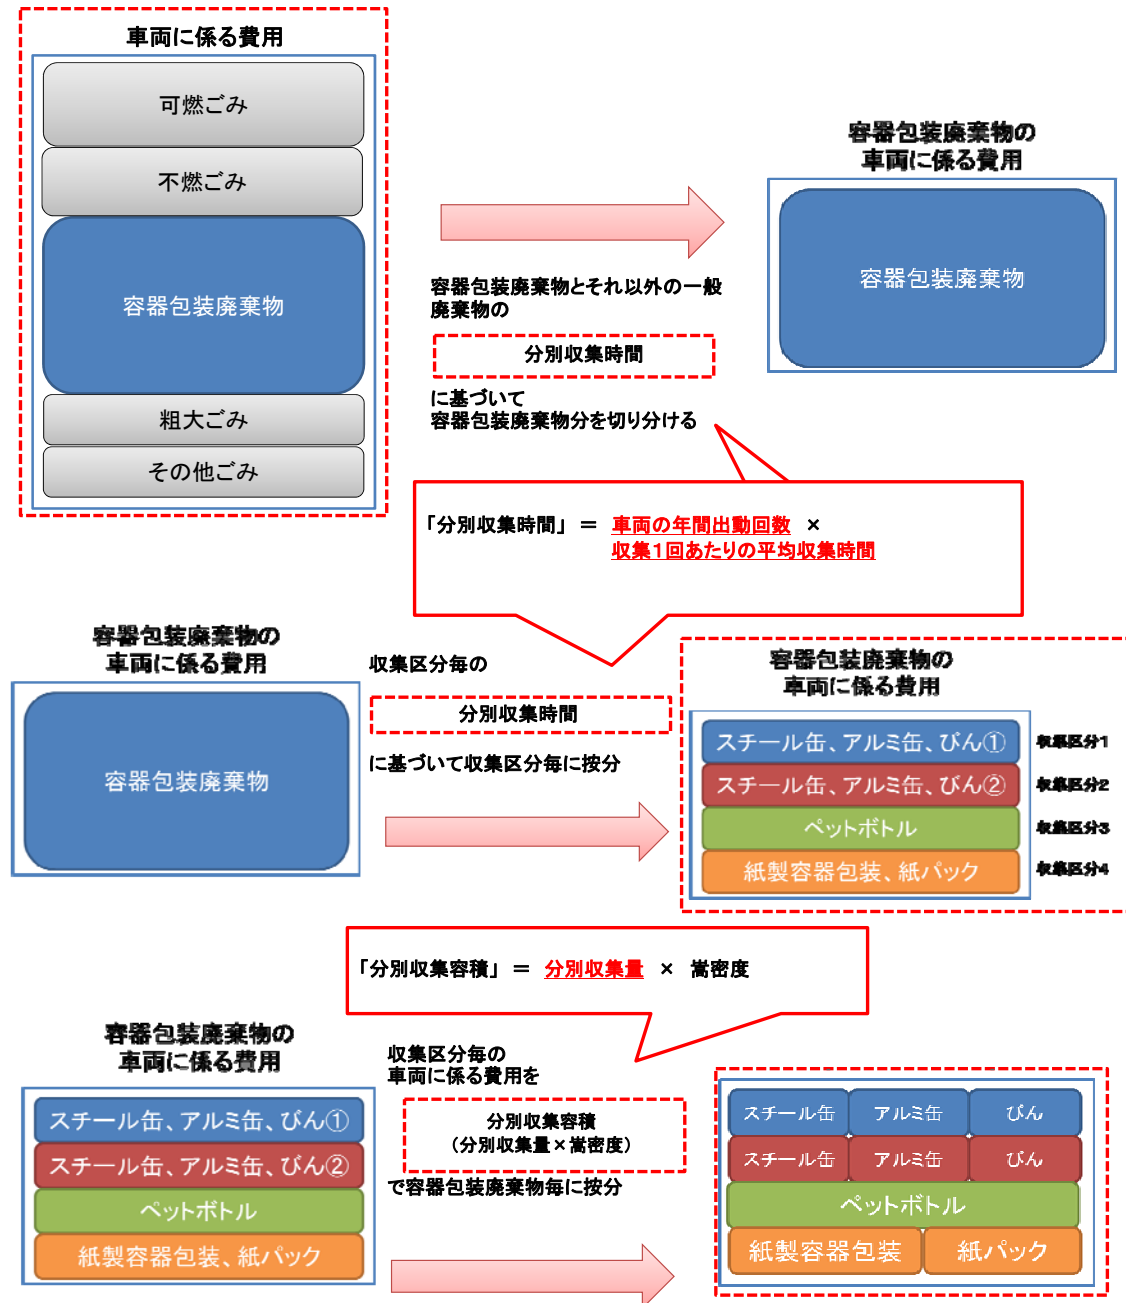 車両に係る費用
可燃ごみ
不燃ごみ
容器包装廃棄物
粗大ごみ
その他ごみ
容器包装廃棄物とそれ以外の一般
廃棄物の
分別収集時間
に基づいて
容器包装廃棄物分を切り分ける
容器包装廃棄物の
車両に係る費用
容器包装廃棄物
「分別収集時間」 ＝ 車両の年間出動回数 ×
収集１回あたりの平均収集時間
容器包装廃棄物の
車両に係る費用
容器包装廃棄物
収集区分毎の
分別収集時間
に基づいて収集区分毎に按分
容器包装廃棄物の
車両に係る費用
スチール缶、アルミ缶、びん① 収集区分1
スチール缶、アルミ缶、びん② 収集区分2
ペットボトル 収集区分3
紙製容器包装、紙パック 収集区分4
「分別収集容積」 ＝ 分別収集量 × 嵩密度
容器包装廃棄物の
車両に係る費用
スチール缶、アルミ缶、びん①
スチール缶、アルミ缶、びん②
ペットボトル
紙製容器包装、紙パック
収集区分毎の
車両に係る費用を
分別収集容積
（分別収集量×嵩密度）
で容器包装廃棄物毎に按分
スチール缶 アルミ缶 びん
スチール缶 アルミ缶 びん
ペットボトル
紙製容器包装 紙パック